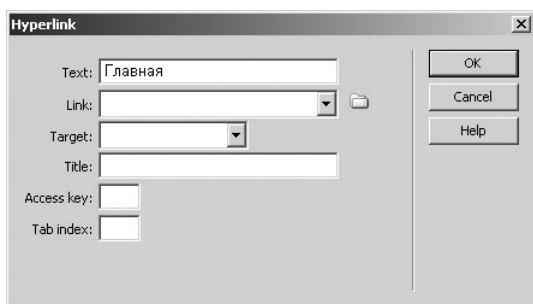 Hyperlink
Text: Главная
OK
Link:
Cancel
Target:
Help
Title:
Access key:
Tab index: